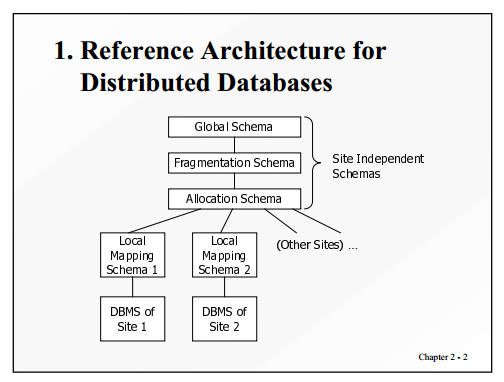 1. Reference Architecture for
Distributed Databases
Global Schema
Fragmentation Schema
Site Independent
Schemas
Allocation Schema
(Other Sites) ...
Local
Mapping
Schema 1
Local
Mapping
Schema 2
DBMS of
Site 1
DBMS of
Site 2
Chapter 2 - 2